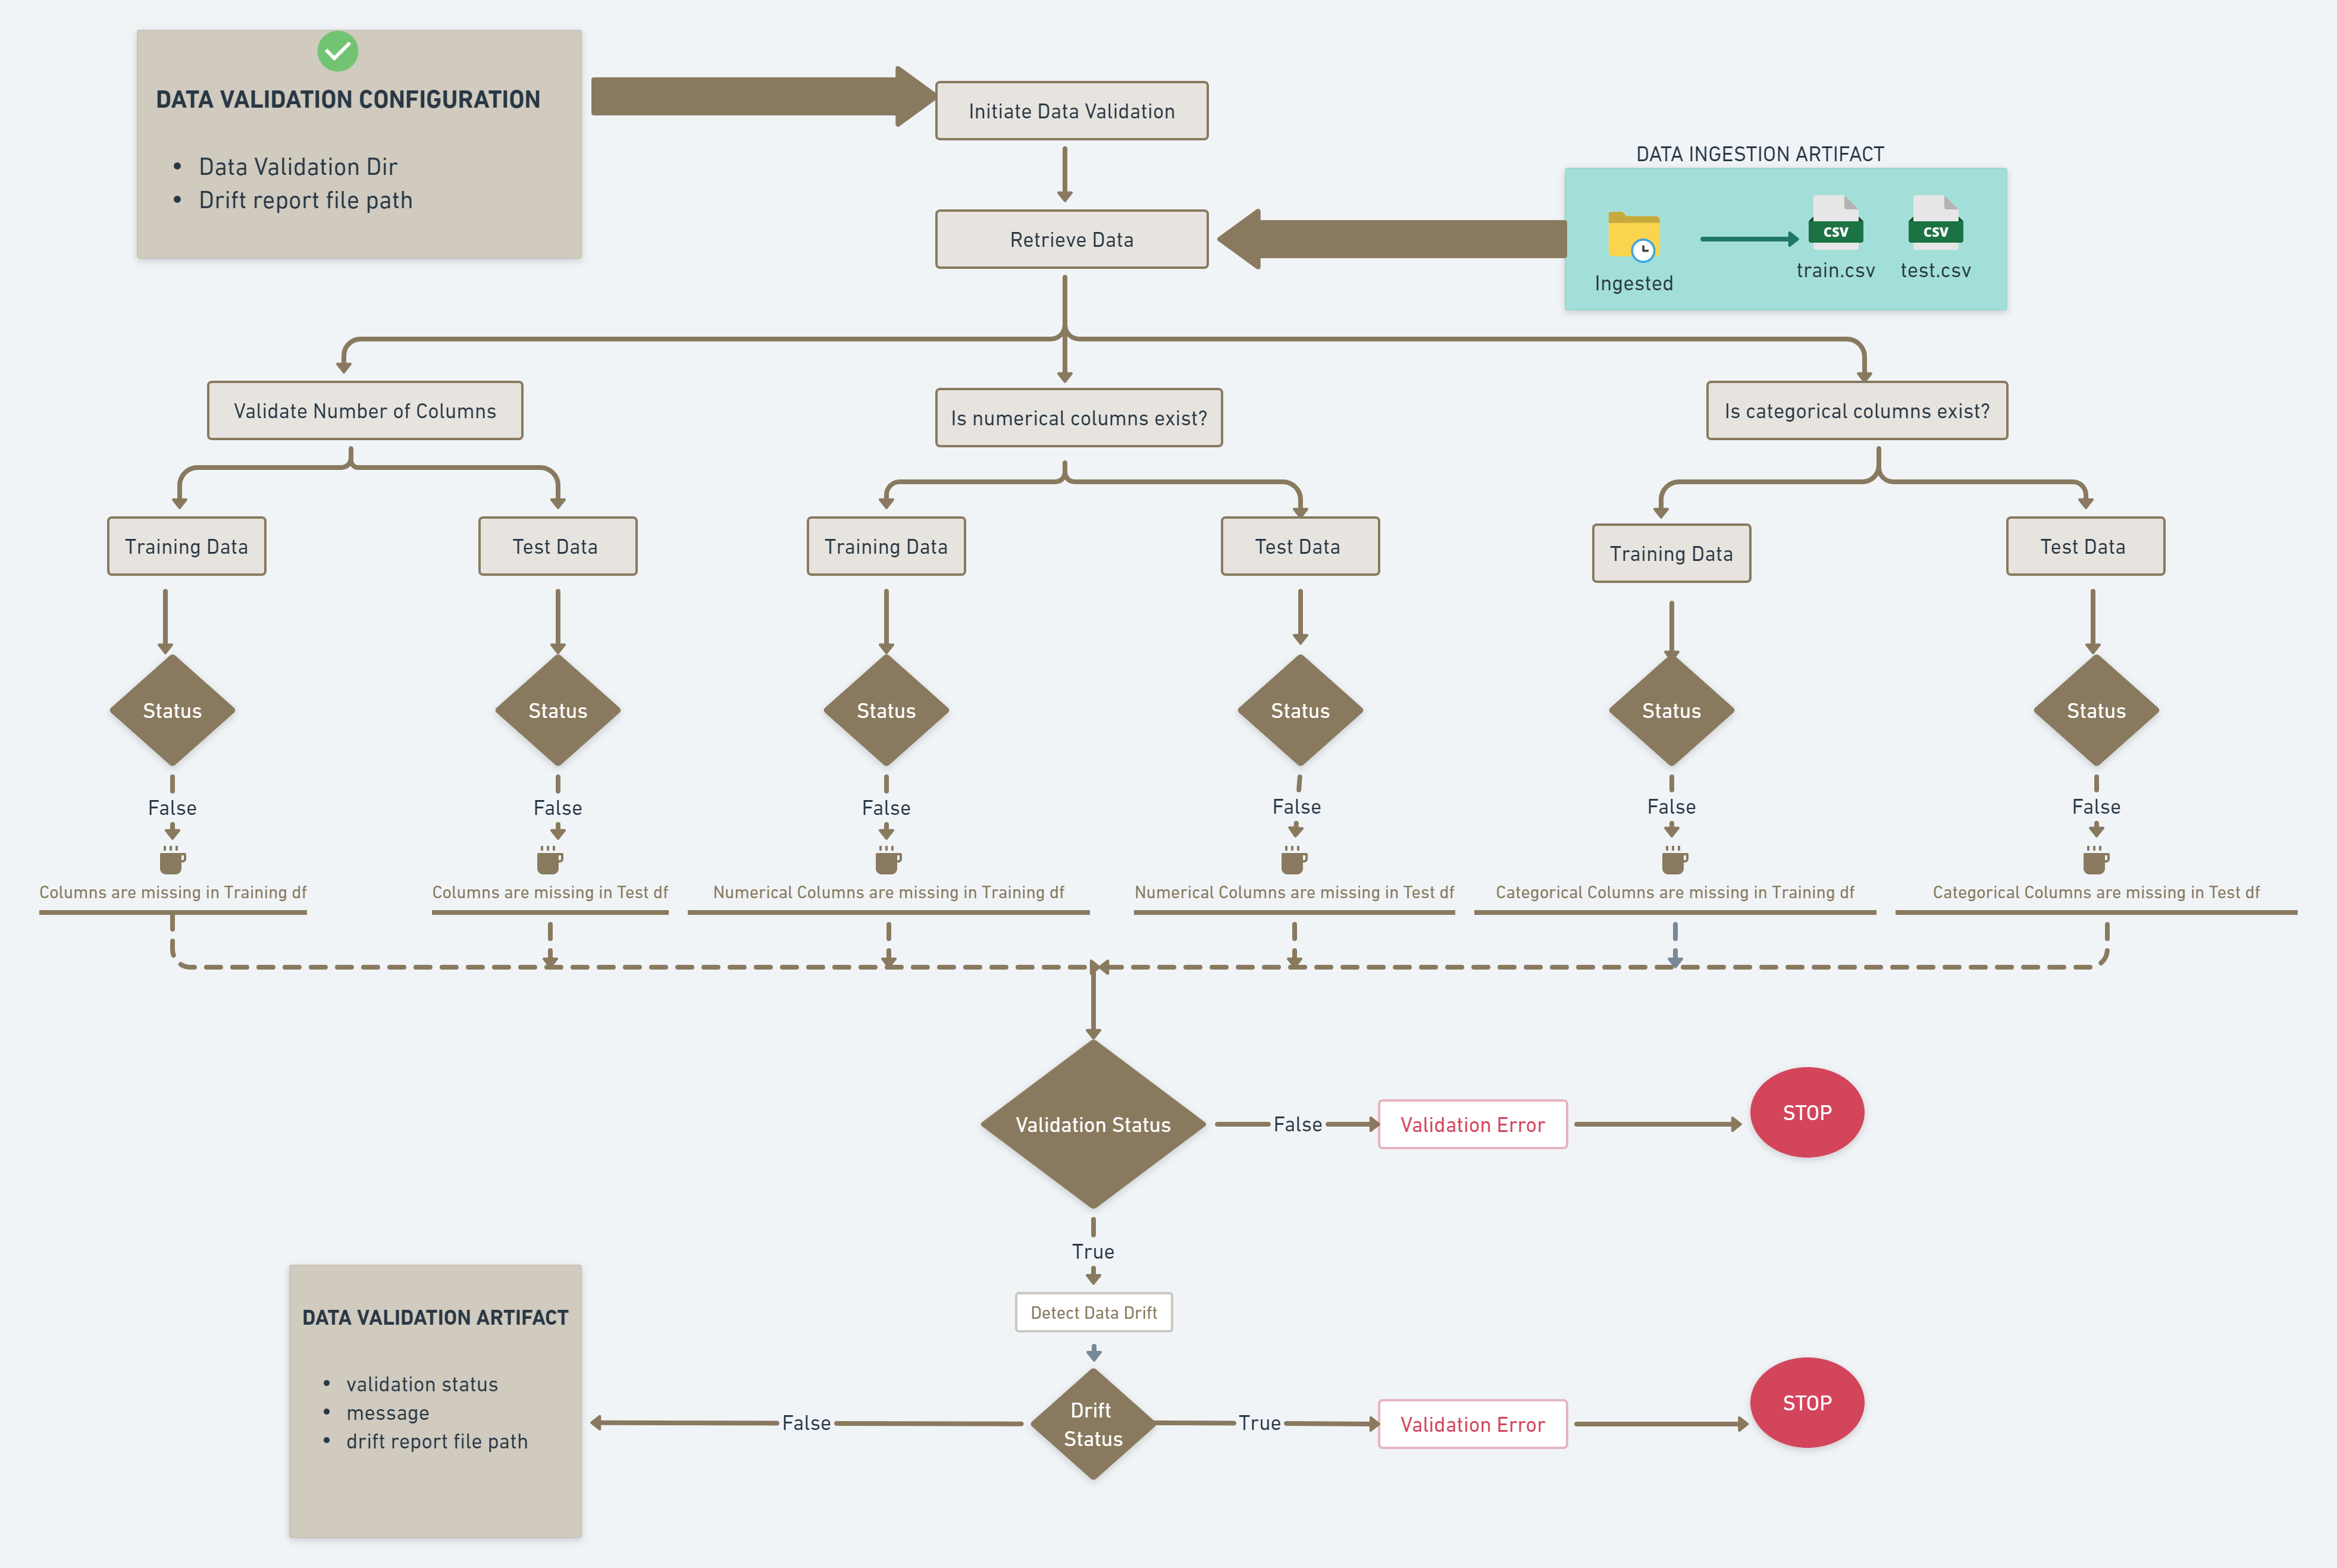 DATA VALIDATION CONFIGURATION
• Data Validation Dir
• Drift report file path
Initiate Data Validation
DATA INGESTION ARTIFACT
Retrieve Data
Ingested
CSV
CSV
train.csv
test.csv
Validate Number of Columns
Is numerical columns exist?
Is categorical columns exist?
Training Data
Test Data
Training Data
Test Data
Training Data
Test Data
Status
Status
Status
Status
Status
Status
False
False
False
False
False
False
Columns are missing in Training df
Columns are missing in Test df
Numerical Columns are missing in Training df
Numerical Columns are missing in Test df
Categorical Columns are missing in Training df
Categorical Columns are missing in Test df
Validation Status
False
Validation Error
STOP
True
Detect Data Drift
DATA VALIDATION ARTIFACT
• validation status
• message
• drift report file path
False
Drift
Status
True
Validation Error
STOP